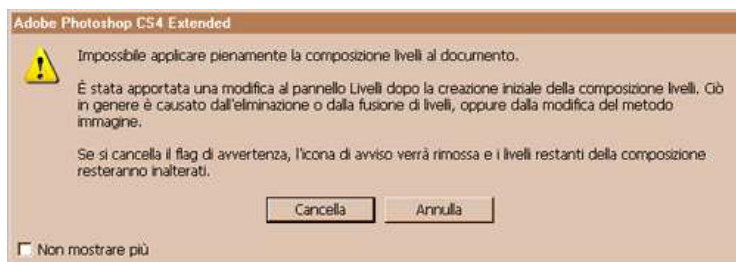 Adobe Photoshop CS4 Extended
Impossibile applicare pienamente la composizione livelli al documento.
È stata apportata una modifica al pannello Livelli dopo la creazione iniziale della composizione livelli. Ciò
in genere è causato dall'eliminazione o dalla fusione di livelli, oppure dalla modifica del metodo
immagine.
Se si cancella il flag di avvertenza, l'icona di avviso verrà rimossa e i livelli restanti della composizione
resteranno inalterati.
Cancella Annulla
Non mostrare più